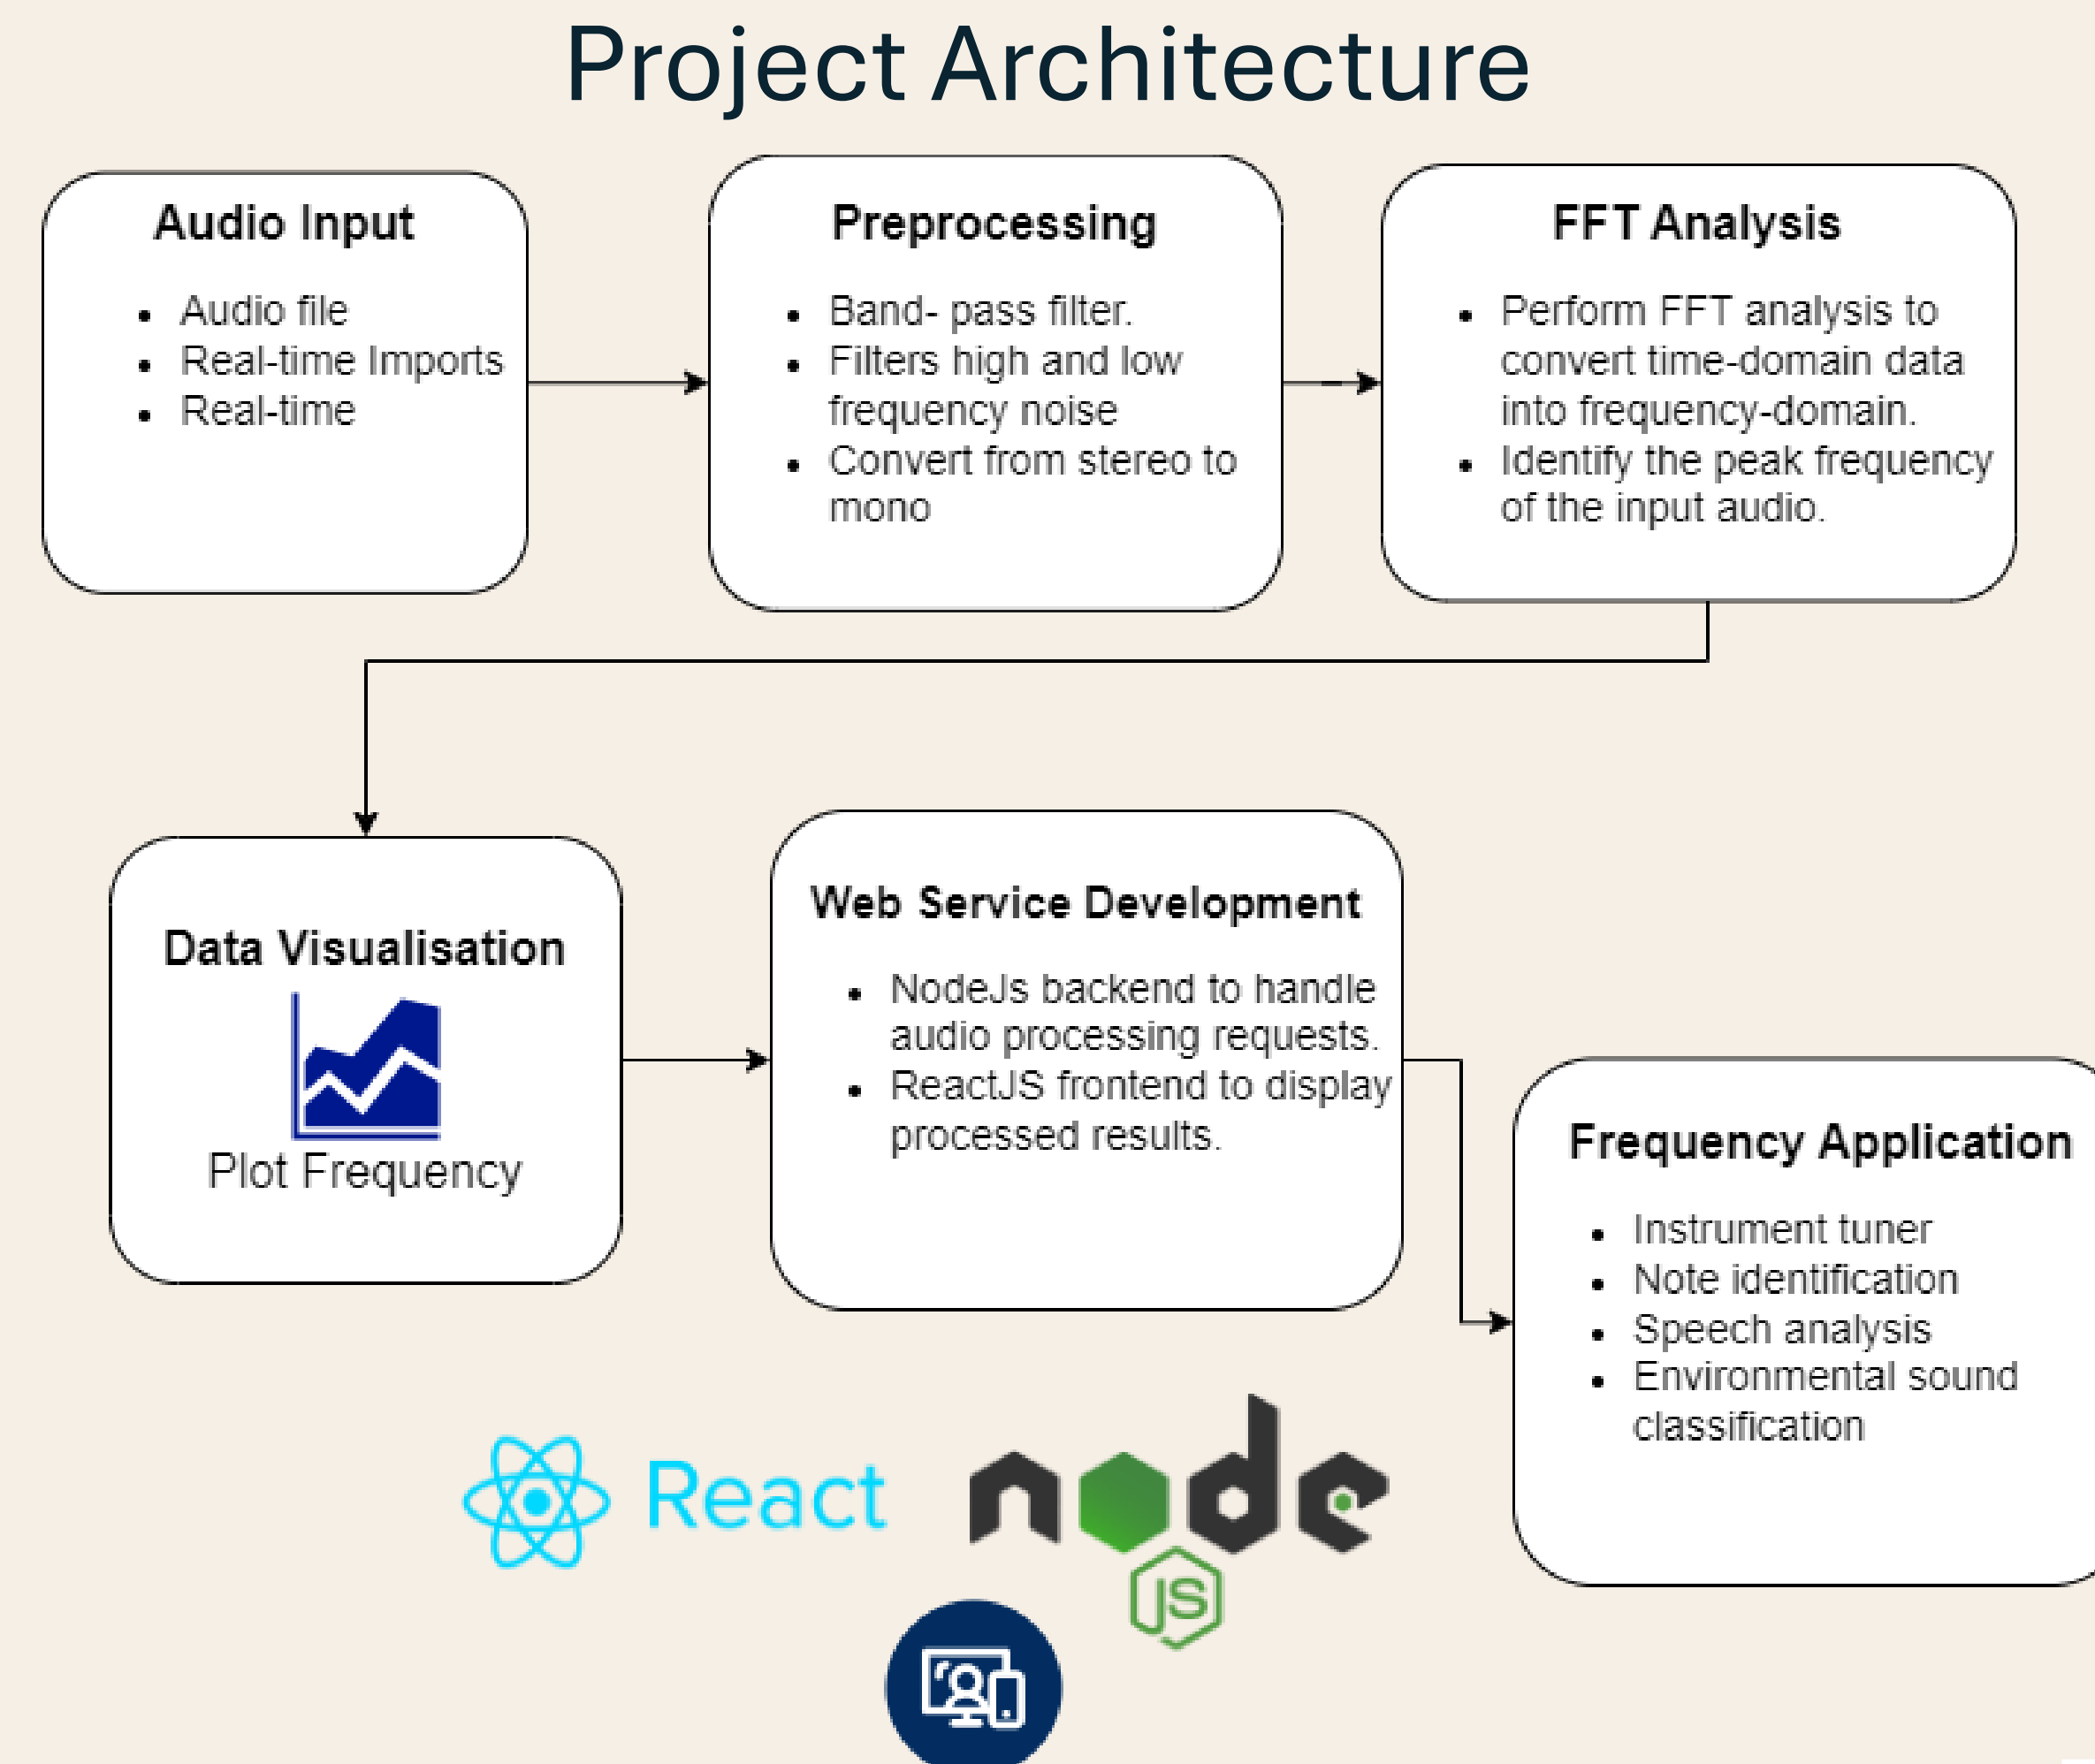 Project Architecture
Audio Input
Audio file
Real-time Imports
Real-time
Preprocessing
Band- pass filter.
Filters high and low
frequency noise
Convert from stereo to
mono
FFT Analysis
Perform FFT analysis to
convert time-domain data
into frequency-domain.
Identify the peak frequency
of the input audio.
Data Visualisation
Plot Frequency
Web Service Development
NodeJs backend to handle
audio processing requests.
ReactJS frontend to display
processed results.
Frequency Application
Instrument tuner
Note identification
Speech analysis
Environmental sound
classification
React
node
JS